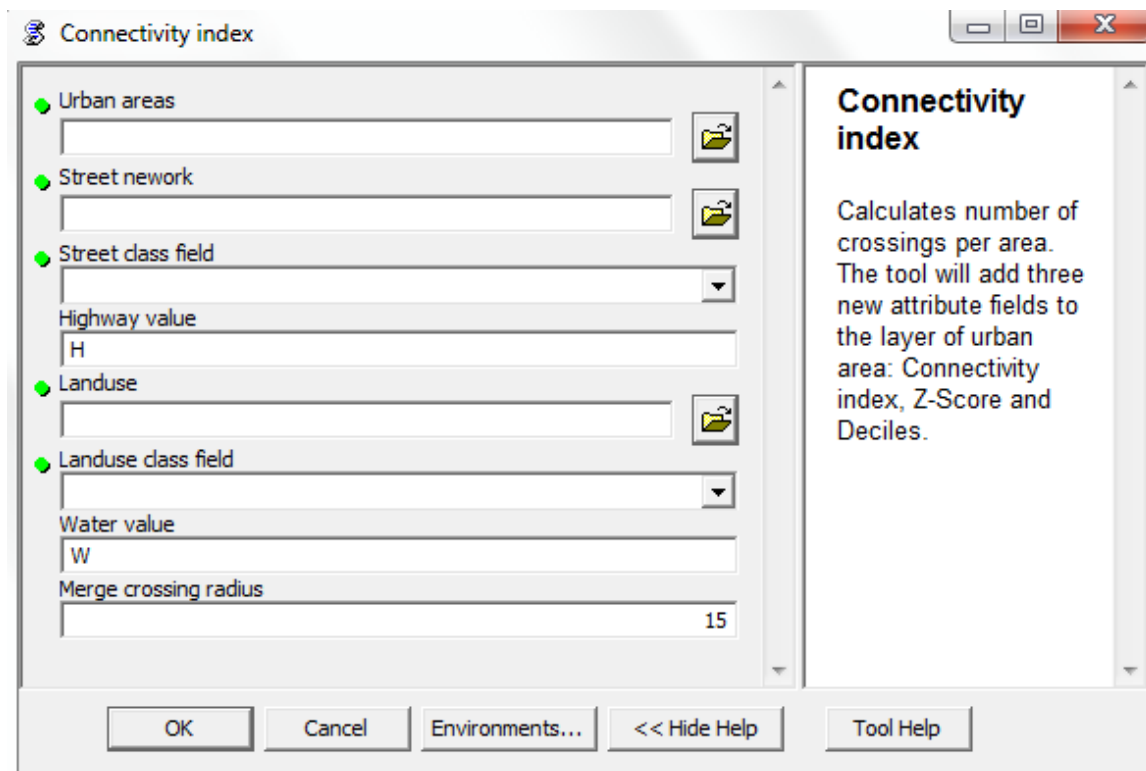 Connectivity index
Urban areas
Street nework
Street class field
Highway value
H
Landuse
Landuse class field
Water value
W
Merge crossing radius
15
Connectivity
index
Calculates number of
crossings per area.
The tool will add three
new attribute fields to
the layer of urban
area: Connectivity
index, Z-Score and
Deciles.
OK
Cancel
Environments...
<< Hide Help
Tool Help